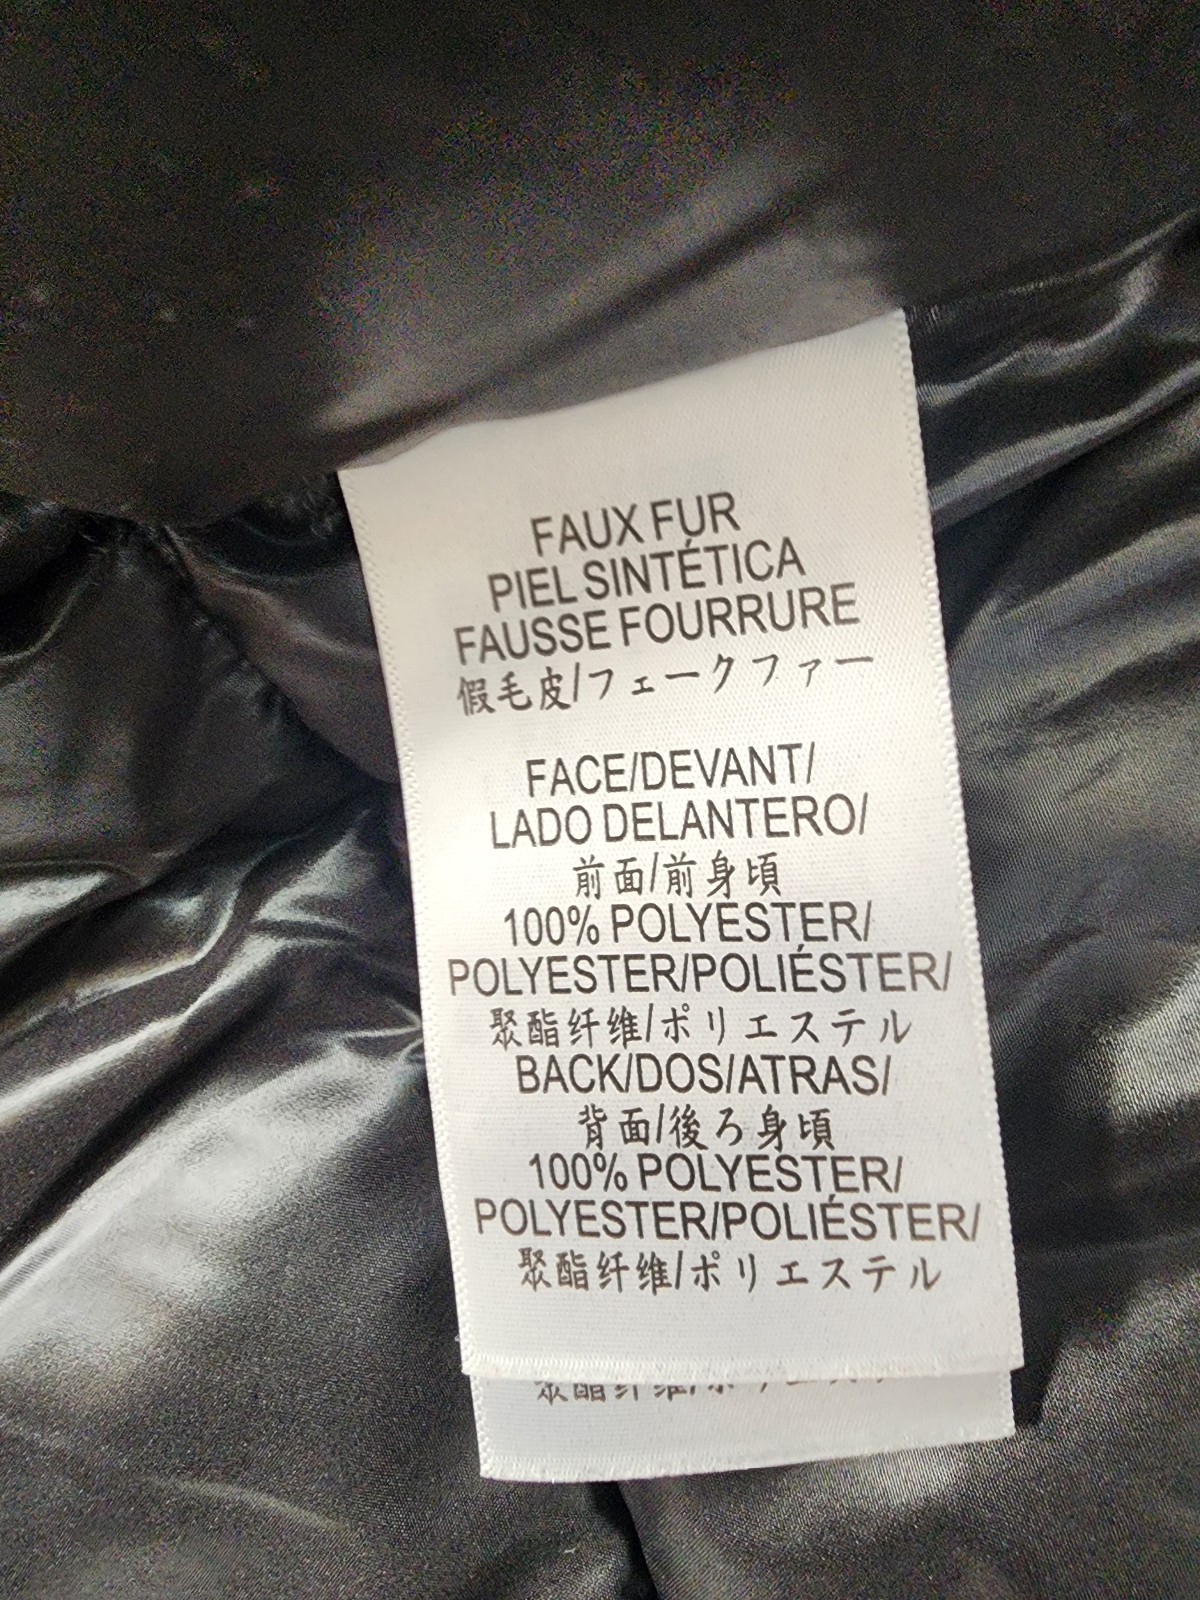 FAUX FUR
PIEL SINTÉTICA
FAUSSE FOURRURE
假毛皮/フェークファー
FACE/DEVANT/
LADO DELANTERO/
前面/前身頃
100% POLYESTER/
POLYESTER/POLIÉSTER/
聚酯纤维/ポリエステル
BACK/DOS/ATRAS/
背面/後ろ身頃
100% POLYESTER/
POLYESTER/POLIÉSTER/
聚酯纤维/ポリエステル